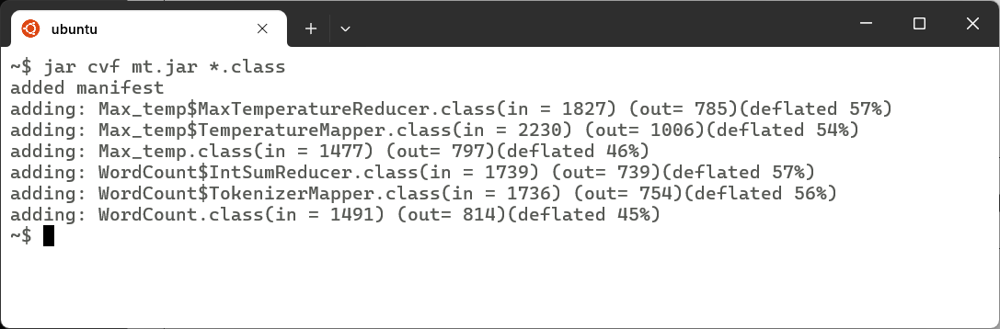 ubuntu
~$ jar cvf mt.jar *.class
added manifest
adding: Max_temp$MaxTemperatureReducer.class(in = 1827) (out= 785)(deflated 57%)
adding: Max_temp$TemperatureMapper.class(in = 2230) (out= 1006)(deflated 54%)
adding: Max_temp.class(in = 1477) (out= 797)(deflated 46%)
adding: WordCount$IntSumReducer.class(in = 1739) (out= 739)(deflated 57%)
adding: WordCount$TokenizerMapper.class(in = 1736) (out= 754)(deflated 56%)
adding: WordCount.class(in = 1491) (out= 814)(deflated 45%)
~$